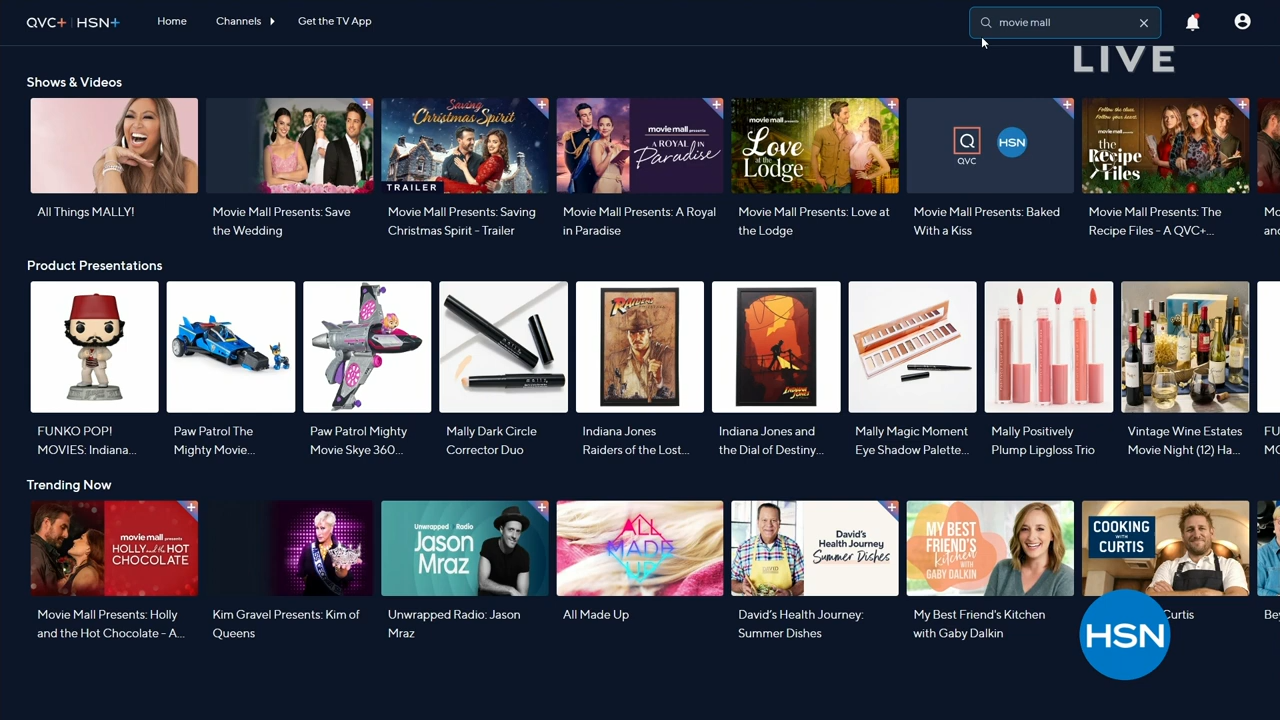 QVC+ | HSN+
Home
Channels
Get the TV App
movie mall
LIVE
Shows & Videos
Saving
Christmas Spirit
TRAILER
movie mall presents
A ROYAL IN
Paradise
movie mall presents
Love
at the
Lodge
Q
QVC
HSN
Follow the clues.
Follow your heart.
movie mall presents
the
Recipe
Files
All Things MALLY!
Movie Mall Presents: Save
the Wedding
Movie Mall Presents: Saving
Christmas Spirit - Trailer
Movie Mall Presents: A Royal
in Paradise
Movie Mall Presents: Love at
the Lodge
Movie Mall Presents: Baked
With a Kiss
Movie Mall Presents: The
Recipe Files - A QVC+...
Product Presentations
RAIDERS
INDIANA
JONES
FUNKO POP!
MOVIES: Indiana...
Paw Patrol The
Mighty Movie...
Paw Patrol Mighty
Movie Skye 360...
Mally Dark Circle
Corrector Duo
Indiana Jones
Raiders of the Lost...
Indiana Jones and
the Dial of Destiny...
Mally Magic Moment
Eye Shadow Palette...
Mally Positively
Plump Lipgloss Trio
Vintage Wine Estates
Movie Night (12) Ha...
Trending Now
movie mall presents
HOLLY and the HOT
CHOCOLATE
Unwrapped | Radio
Jason
Mraz
ALL
MADE
UP
David's
Health Journey:
Summer Dishes
MY BEST
FRIEND'S
kitchen
WITH
GABY DALKIN
COOKING
WITH
CURTIS
Movie Mall Presents: Holly
and the Hot Chocolate - A...
Kim Gravel Presents: Kim of
Queens
Unwrapped Radio: Jason
Mraz
All Made Up
David's Health Journey:
Summer Dishes
My Best Friend's Kitchen
with Gaby Dalkin
Curtis
HSN